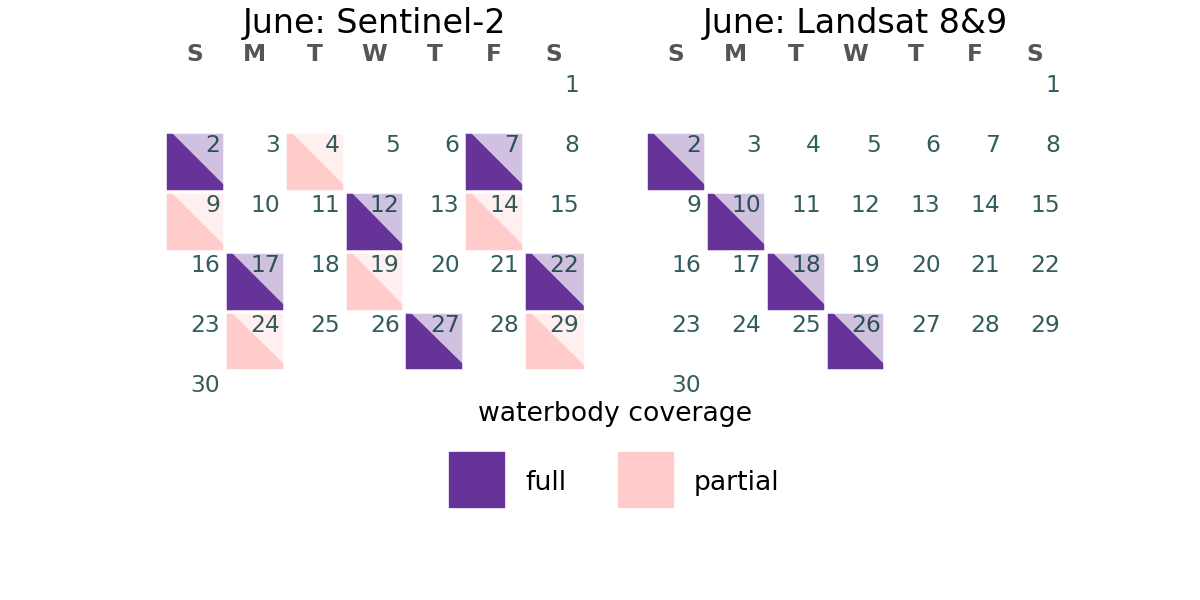 June: Sentinel-2
S M T W T F S
1
2 3 4 5 6 7 8
9 10 11 12 13 14 15
16 17 18 19 20 21 22
23 24 25 26 27 28 29
30
June: Landsat 8&9
S M T W T F S
1
2 3 4 5 6 7 8
9 10 11 12 13 14 15
16 17 18 19 20 21 22
23 24 25 26 27 28 29
30
waterbody coverage
full partial